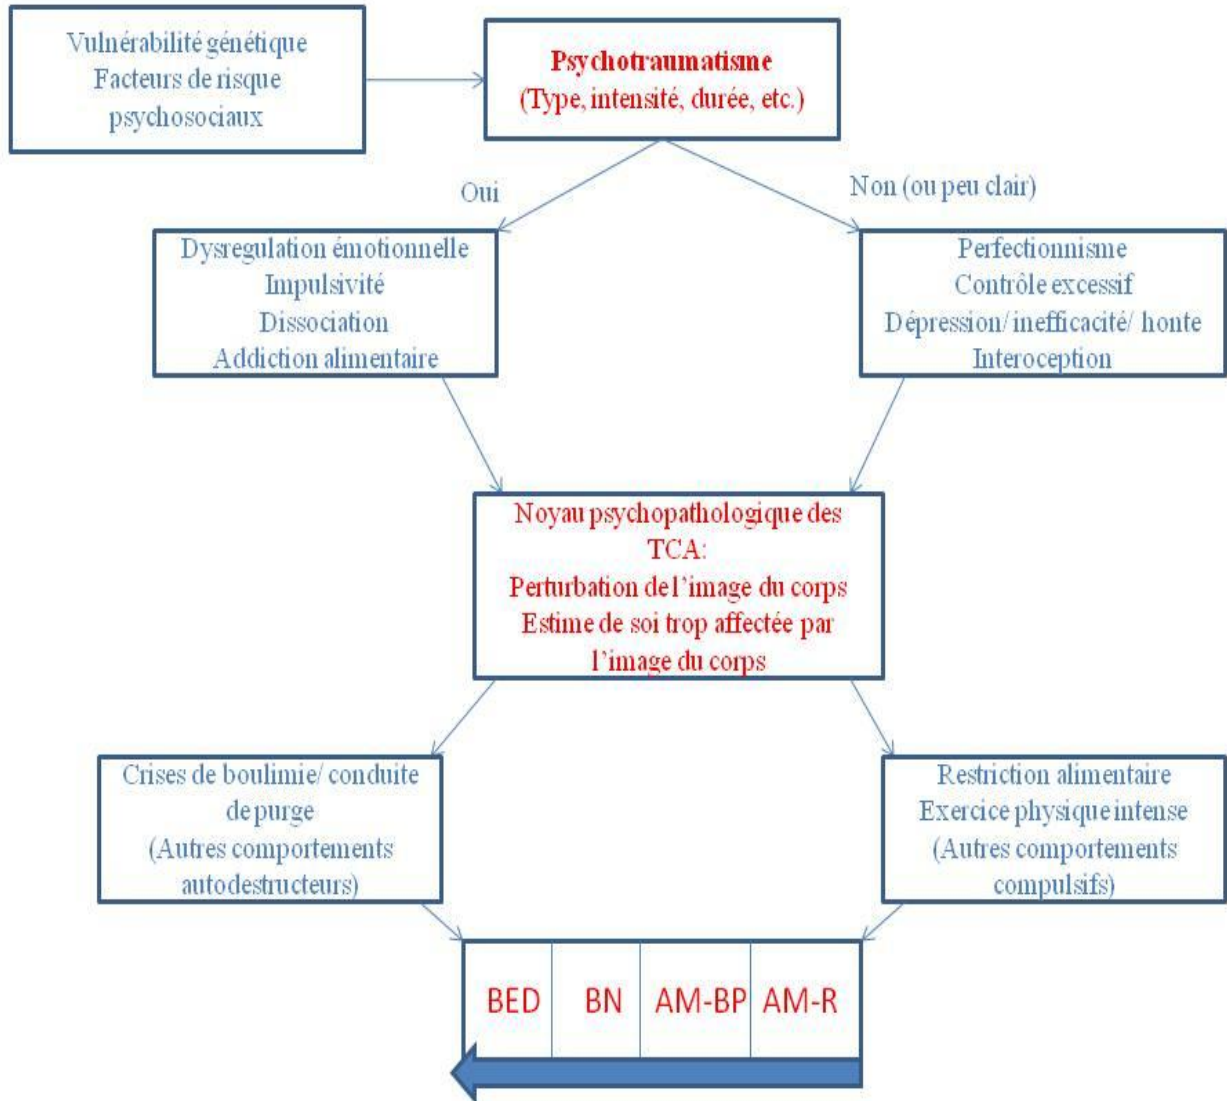 Vulnérabilité génétique
Facteurs de risque
psychosociaux
Psychotraumatisme
(Type, intensité, durée, etc.)
Oui
Non (ou peu clair)
Dysregulation émotionnelle
Impulsivité
Dissociation
Addiction alimentaire
Perfectionnisme
Contrôle excessif
Dépression/ inefficacité/ honte
Interoception
Noyau psychopathologique des
TCA:
Perturbation de l'image du corps
Estime de soi trop affectée par
l'image du corps
Crises de boulimie/ conduite
de purge
(Autres comportements
autodestructeurs)
Restriction alimentaire
Exercice physique intense
(Autres comportements
compulsifs)
BED BN AM-BP AM-R